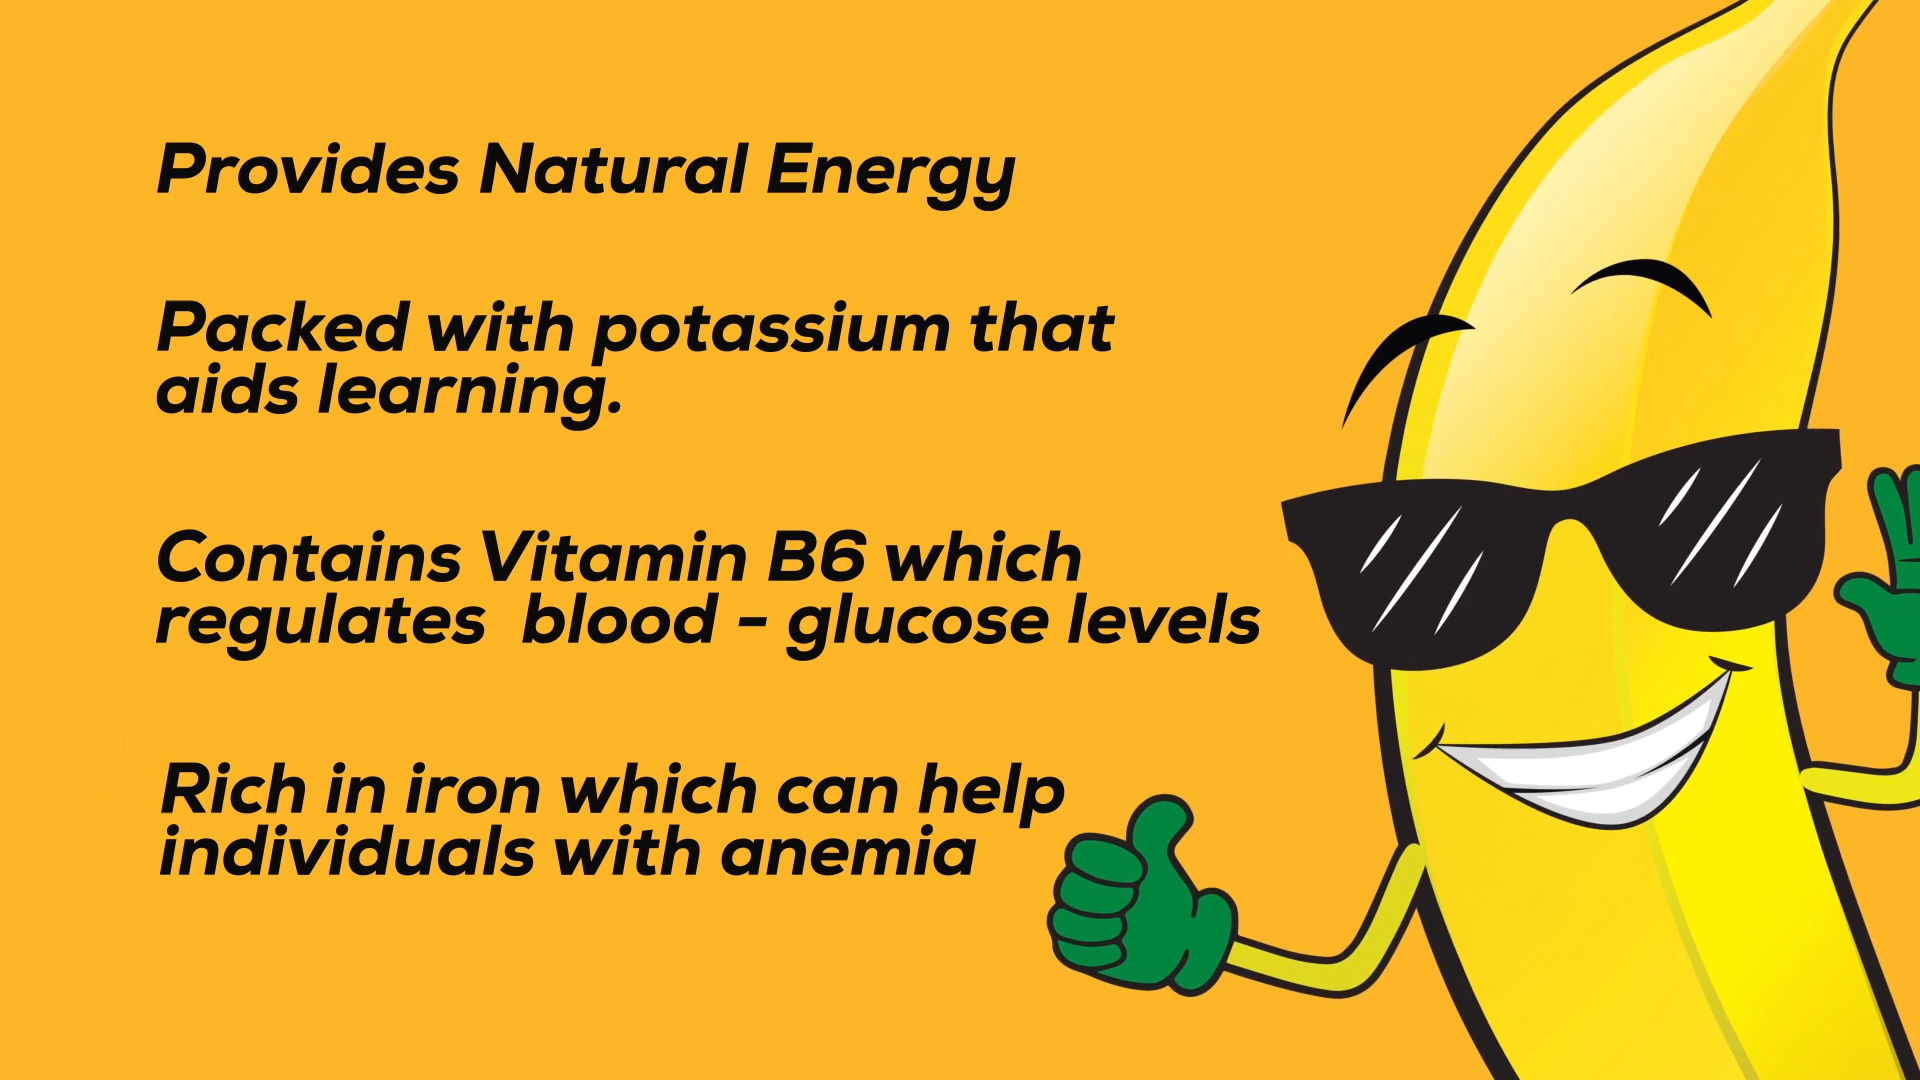 Provides Natural Energy
Packed with potassium that
aids learning.
Contains Vitamin B6 which
regulates  blood - glucose levels
Rich in iron which can help
individuals with anemia